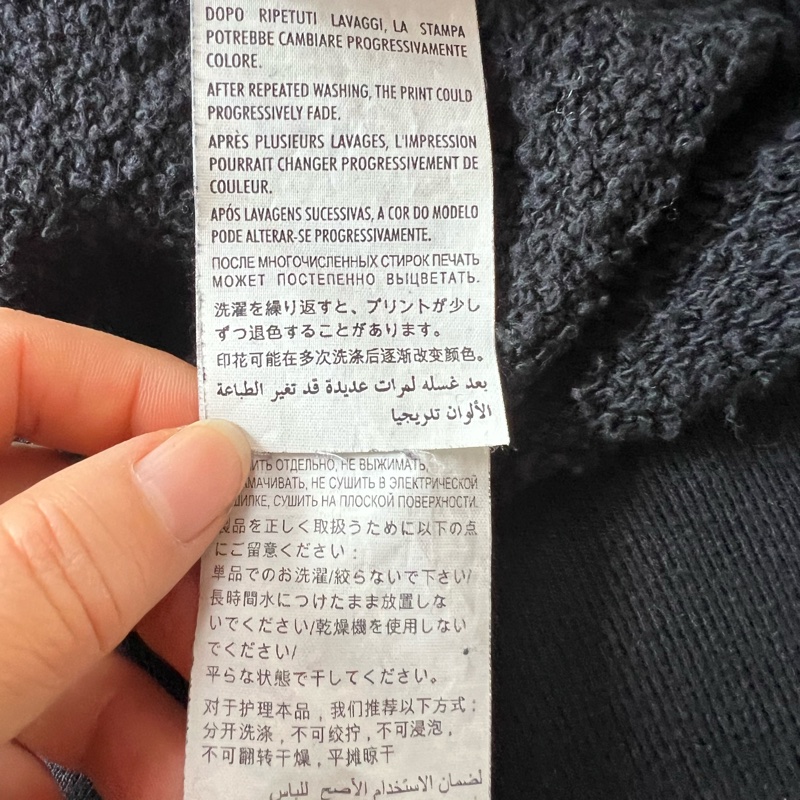 DOPO RIPETUTI LAVAGGI, LA STAMPA
POTREBBE CAMBIARE PROGRESSIVAMENTE
COLORE.
AFTER REPEATED WASHING, THE PRINT COULD
PROGRESSIVELY FADE.
APRÈS PLUSIEURS LAVAGES, L'IMPRESSION
POURRAIT CHANGER PROGRESSIVEMENT DE
COULEUR.
APÓS LAVAGENS SUCESSIVAS, A COR DO MODELO
PODE ALTERAR-SE PROGRESSIVAMENTE.
ПОСЛЕ МНОГОЧИСЛЕННЫХ СТИРОК ПЕЧАТЬ
МОЖЕТ ПОСТЕПЕННО ВЫЦВЕТАТЬ.
洗濯を繰り返すと、プリントが少し
ずつ退色することがあります。
印花可能在多次洗涤后逐渐改变颜色。
بعد غسله لمرات عديدة قد تغير الطباعة
الألوان تدريجيا
ОТДЕЛЬНО, НЕ ВЫЖИМАТЬ,
НЕ СУШИТЬ В ЭЛЕКТРИЧЕСКОЙ
СУШИТЬ НА ПЛОСКОЙ ПОВЕРХНОСТИ.
製品を正しく取扱うために以下の点
にご留意ください：
単品でのお洗濯/絞らないで下さい/
長時間水につけたまま放置しな
いでください/乾燥機を使用しない
でください/
平らな状態で干してください。
对于护理本品，我们推荐以下方式：
分开洗涤，不可绞拧，不可浸泡，
不可翻转干燥，平摊晾干
لضمان الاستخدام الأصح للباس